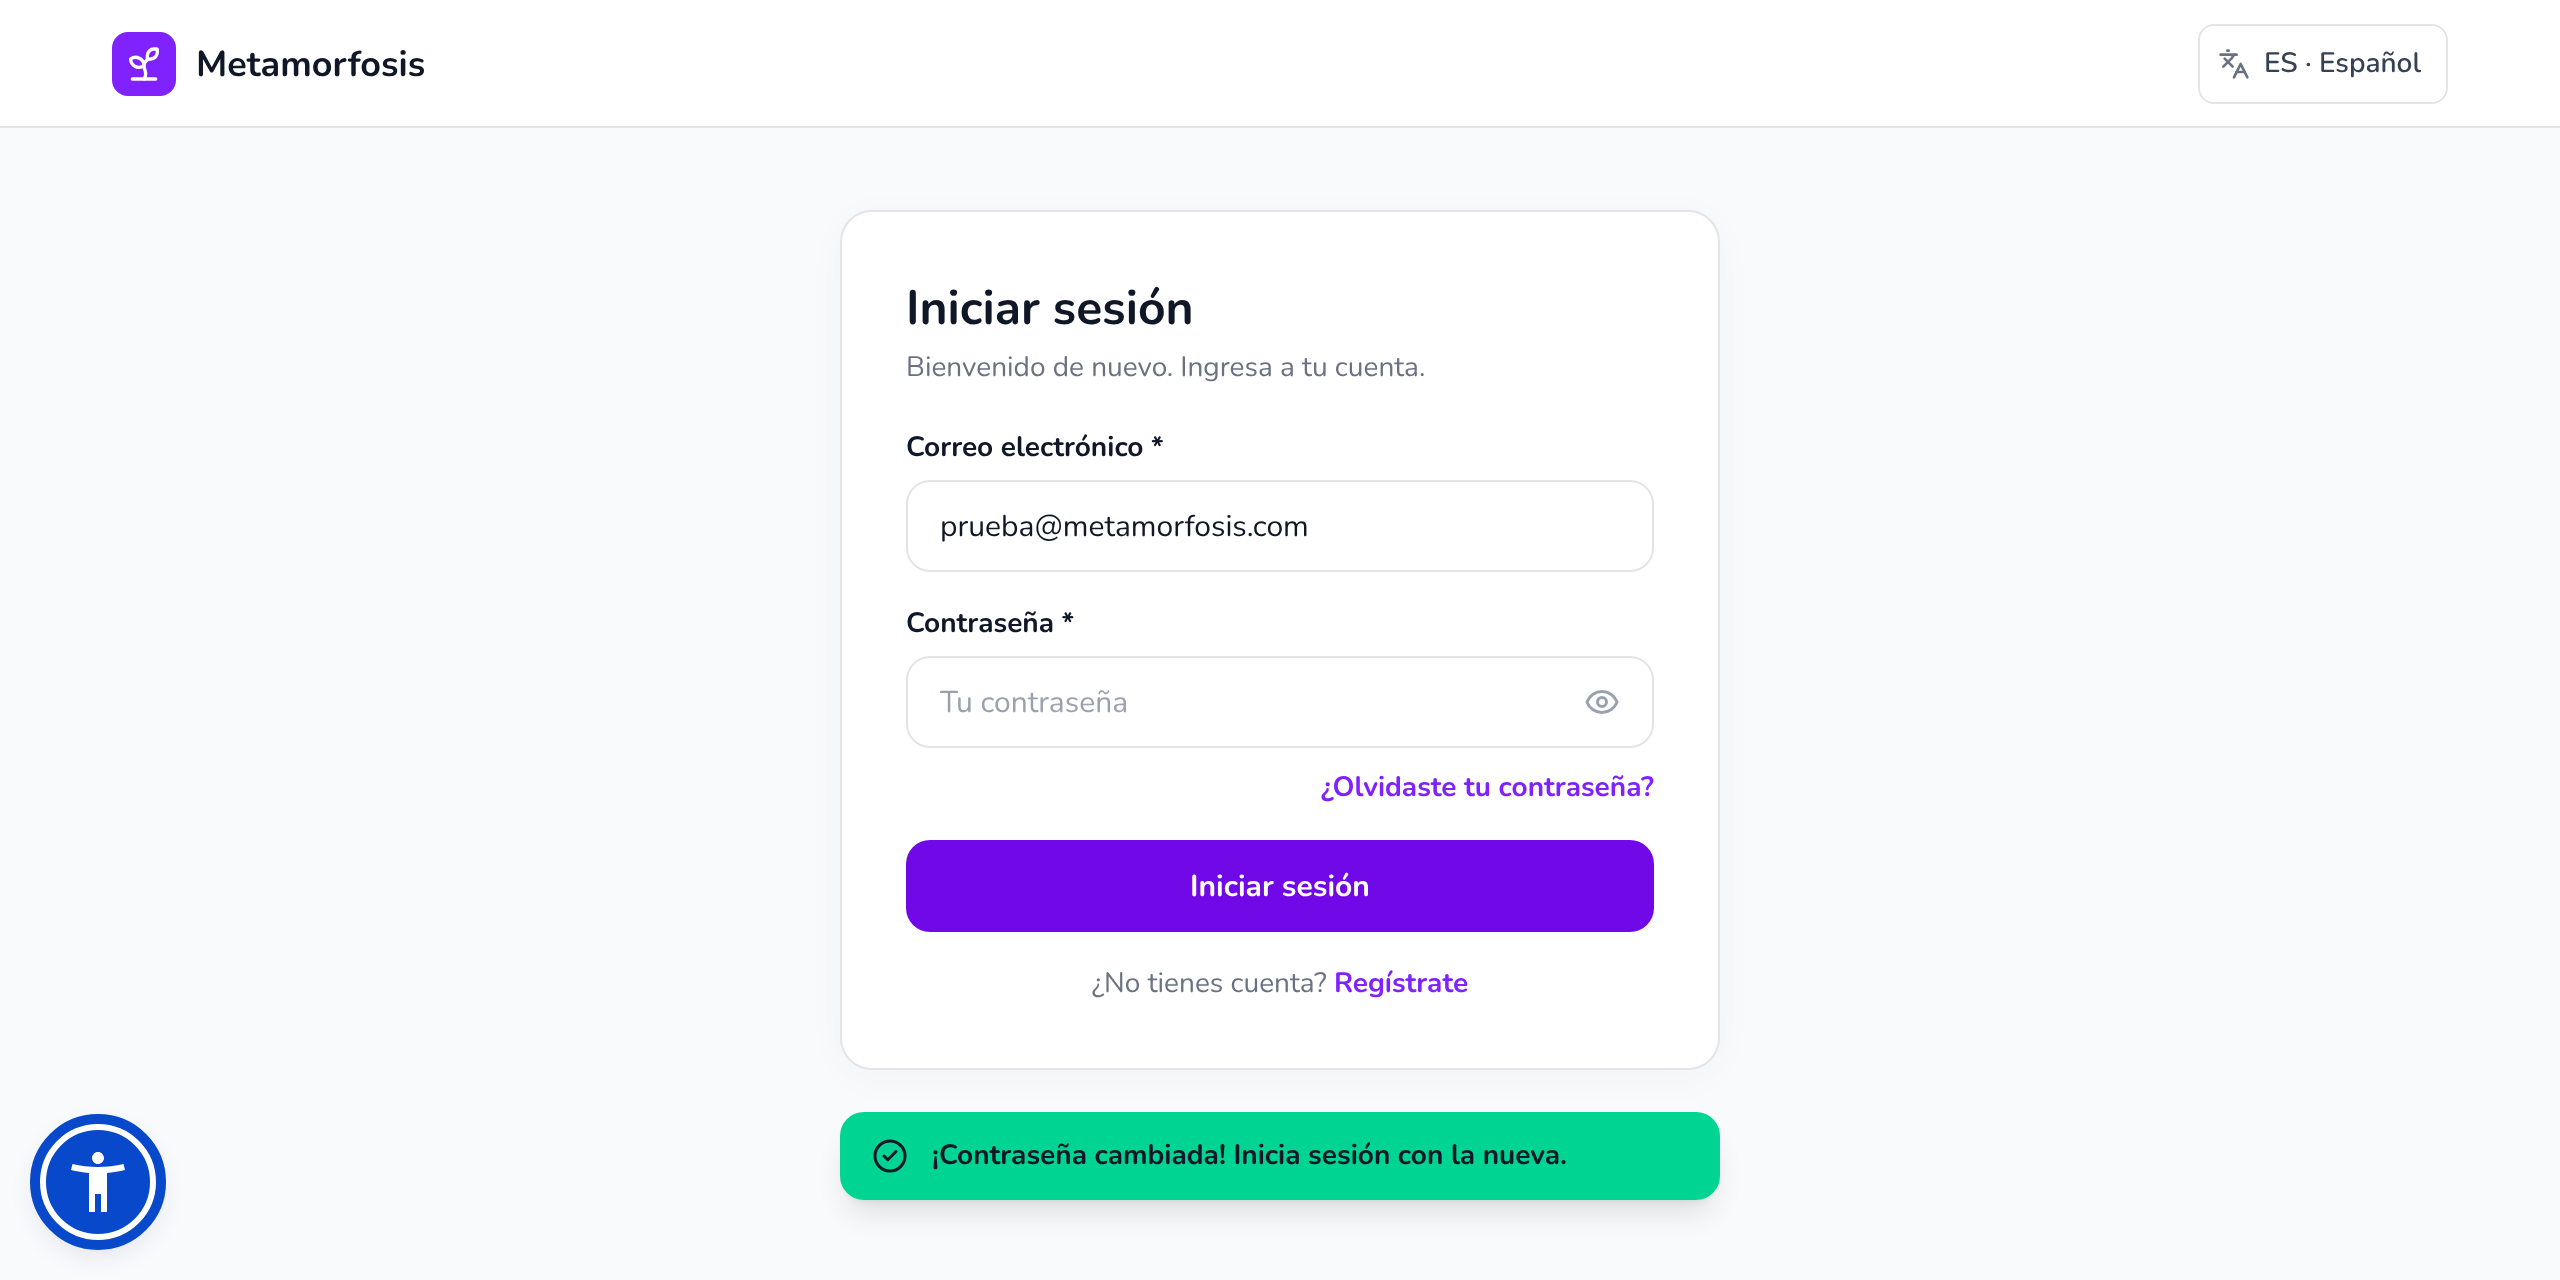 Metamorfosis
ES · Español
Iniciar sesión
Bienvenido de nuevo. Ingresa a tu cuenta.
Correo electrónico *
prueba@metamorfosis.com
Contraseña *
Tu contraseña
¿Olvidaste tu contraseña?
Iniciar sesión
¿No tienes cuenta? Regístrate
¡Contraseña cambiada! Inicia sesión con la nueva.